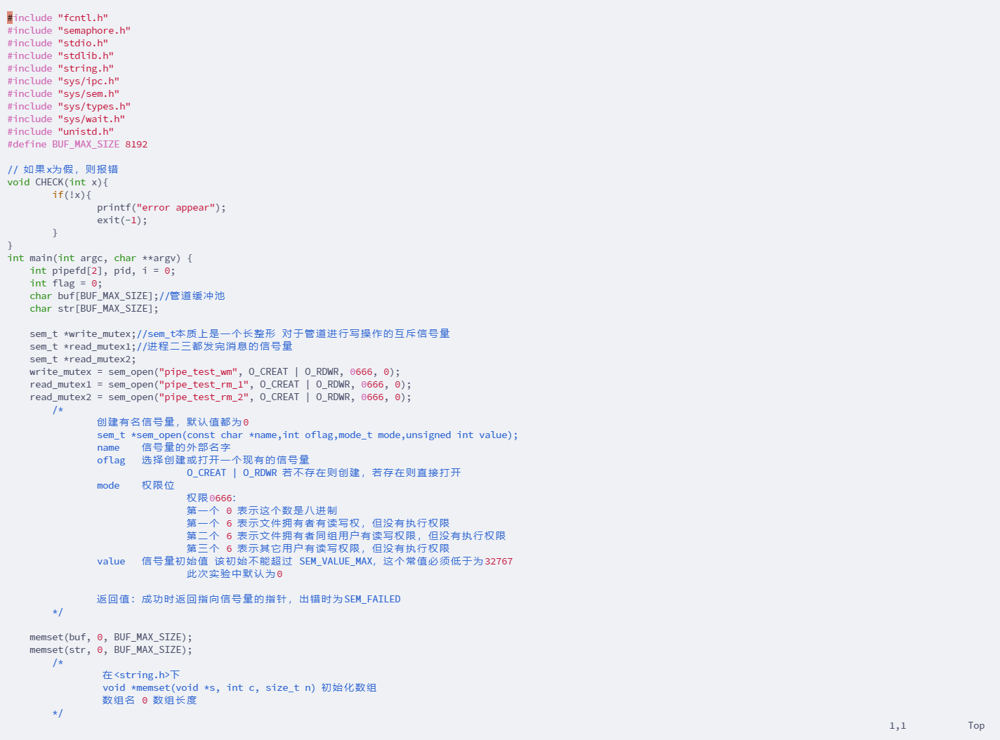 #include "fcntl.h"
#include "semaphore.h"
#include "stdio.h"
#include "stdlib.h"
#include "string.h"
#include "sys/ipc.h"
#include "sys/sem.h"
#include "sys/types.h"
#include "sys/wait.h"
#include "unistd.h"
#define BUF_MAX_SIZE 8192
// 如果x为假，则报错
void CHECK(int x){
if(!x){
printf("error appear");
exit(-1);
}
}
int main(int argc, char **argv) {
int pipefd[2], pid, i = 0;
int flag = 0;
char buf[BUF_MAX_SIZE];//管道缓冲池
char str[BUF_MAX_SIZE];
sem_t *write_mutex;//sem_t本质上是一个长整形 对于管道进行写操作的互斥信号量
sem_t *read_mutex1;//进程二三都发完消息的信号量
sem_t *read_mutex2;
write_mutex = sem_open("pipe_test_wm", O_CREAT | O_RDWR, 0666, 0);
read_mutex1 = sem_open("pipe_test_rm_1", O_CREAT | O_RDWR, 0666, 0);
read_mutex2 = sem_open("pipe_test_rm_2", O_CREAT | O_RDWR, 0666, 0);
/*
创建有名信号量，默认值都为0
sem_t *sem_open(const char *name,int oflag,mode_t mode,unsigned int value);
name 信号量的外部名字
oflag 选择创建或打开一个现有的信号量
O_CREAT | O_RDWR 若不存在则创建，若存在则直接打开
mode 权限位
权限0666：
第一个 0 表示这个数是八进制
第一个 6 表示文件拥有者有读写权，但没有执行权限
第二个 6 表示文件拥有者同组用户有读写权限，但没有执行权限
第三个 6 表示其它用户有读写权限，但没有执行权限
value 信号量初始值 该初始不能超过 SEM_VALUE_MAX，这个常值必须低于为32767
此次实验中默认为0
返回值：成功时返回指向信号量的指针，出错时为SEM_FAILED
*/
memset(buf, 0, BUF_MAX_SIZE);
memset(str, 0, BUF_MAX_SIZE);
/*
在<string.h>下
void *memset(void *s, int c, size_t n) 初始化数组
数组名 0 数组长度
*/
1,1 Top